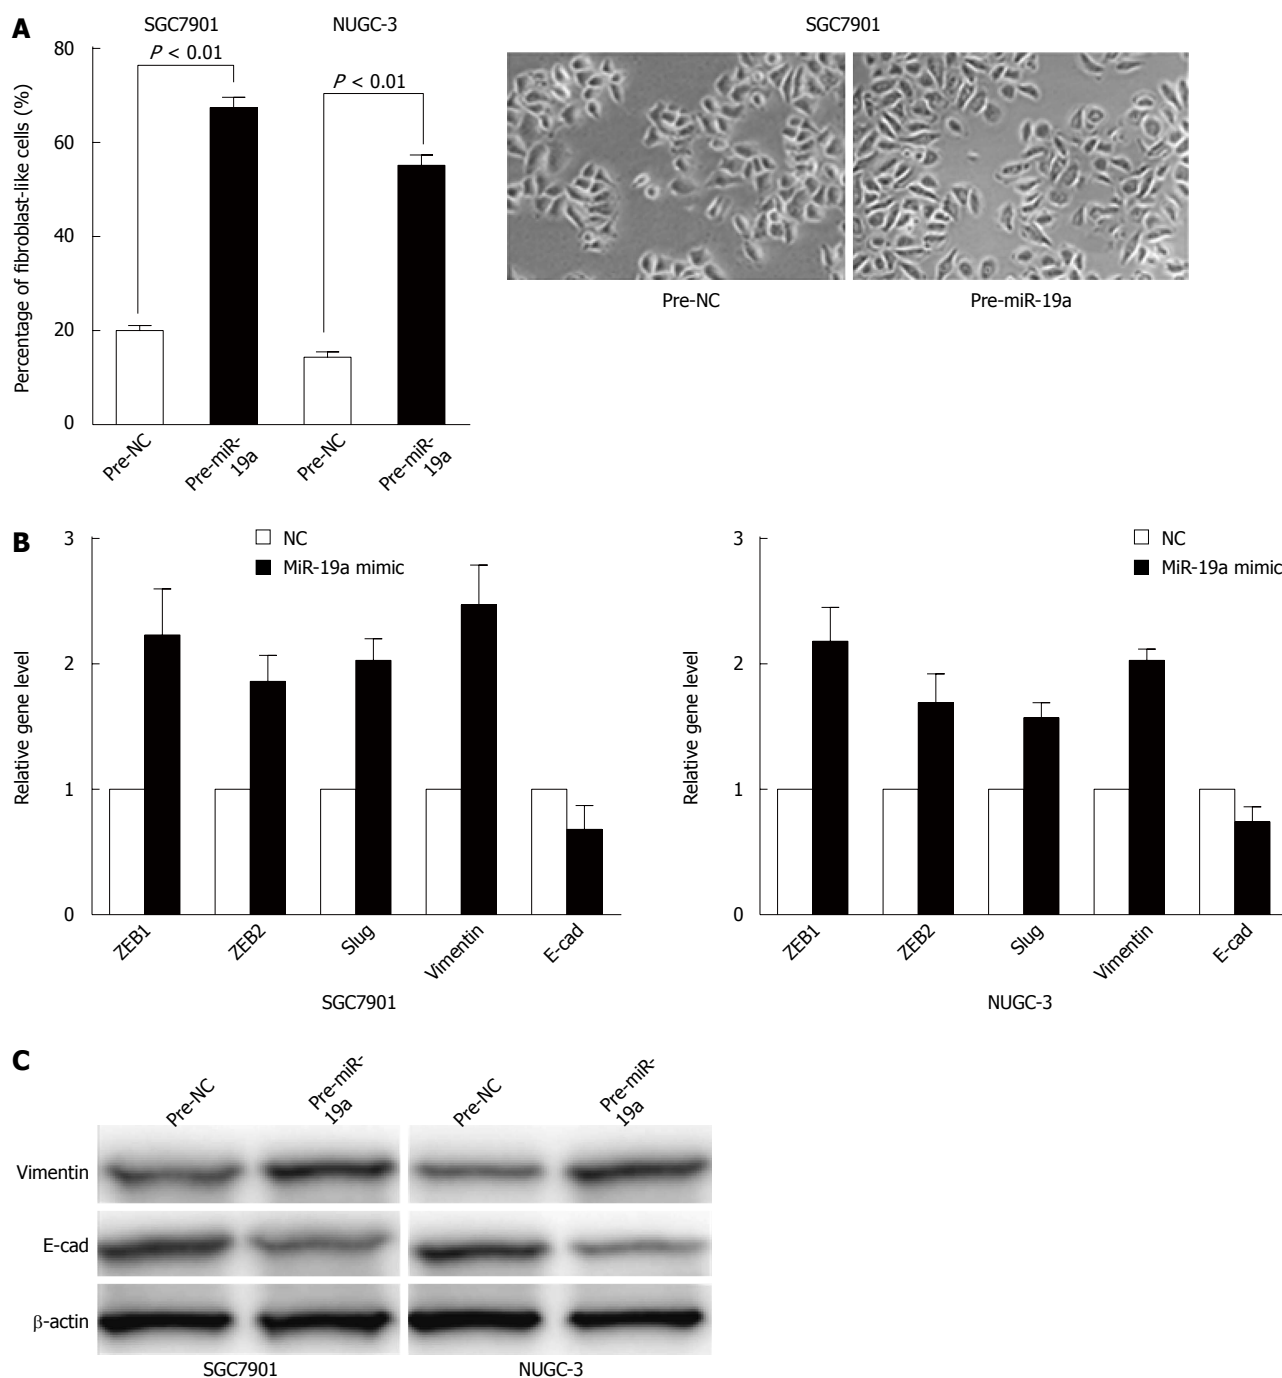 A
SGC7901
NUGC-3
SGC7901
P < 0.01
P < 0.01
Percentage of fibroblast-like cells (%)
80
60
40
20
0
Pre-NC
Pre-miR-
19a
Pre-NC
Pre-miR-
19a
Pre-NC
Pre-miR-19a
B
NC
MiR-19a mimic
Relative gene level
3
2
1
0
ZEB1
ZEB2
Slug
Vimentin
E-cad
SGC7901
NC
MiR-19a mimic
Relative gene level
3
2
1
0
ZEB1
ZEB2
Slug
Vimentin
E-cad
NUGC-3
C
Pre-NC
Pre-miR-
19a
Pre-NC
Pre-miR-
19a
Vimentin
E-cad
β-actin
SGC7901
NUGC-3